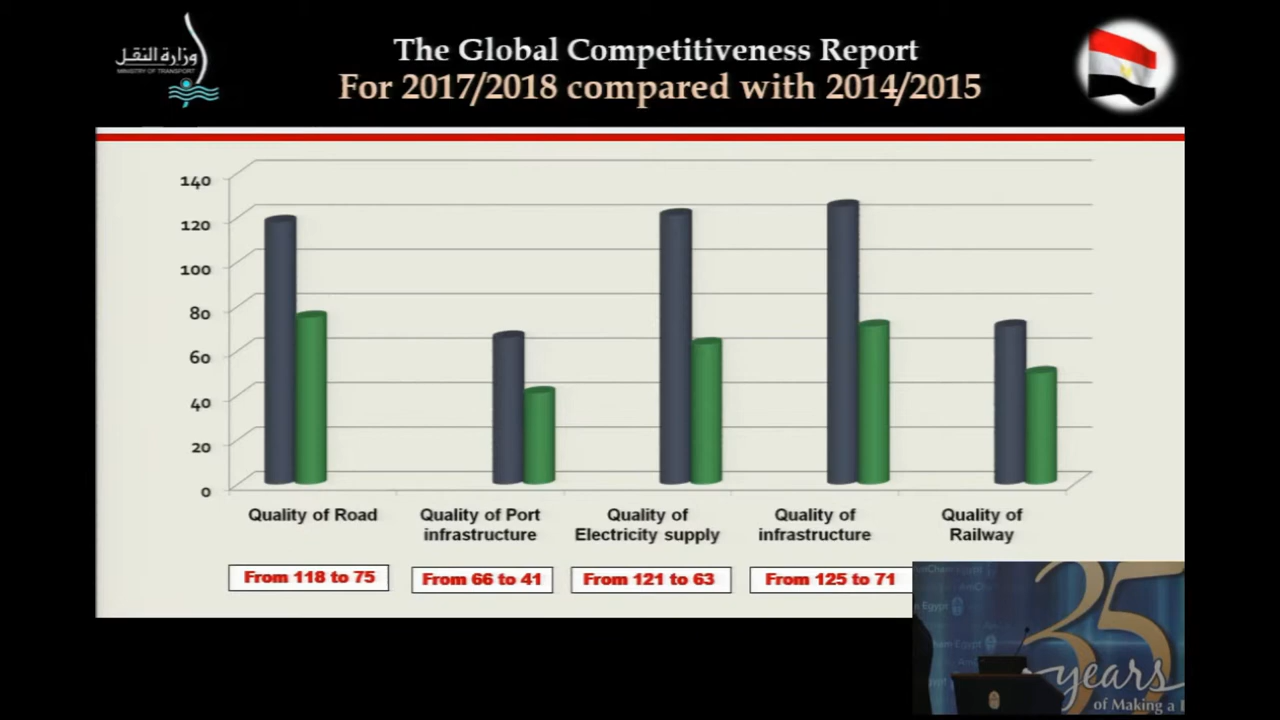 وزارة النقل
MINISTRY OF TRANSPORT
The Global Competitiveness Report
For 2017/2018 compared with 2014/2015
140
120
100
80
60
40
20
0
Quality of Road
Quality of Port
infrastructure
Quality of
Electricity supply
Quality of
infrastructure
Quality of
Railway
From 118 to 75
From 66 to 41
From 121 to 63
From 125 to 71
35
years
of Making a